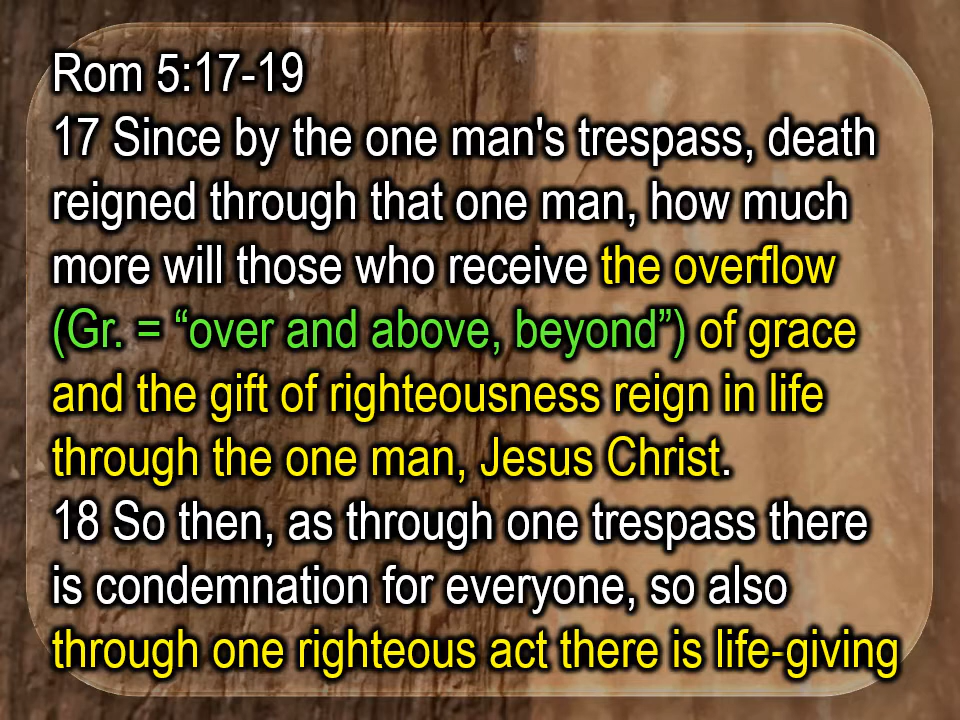 Rom 5:17-19
17 Since by the one man's trespass, death
reigned through that one man, how much
more will those who receive the overflow
(Gr. = “over and above, beyond”) of grace
and the gift of righteousness reign in life
through the one man, Jesus Christ.
18 So then, as through one trespass there
is condemnation for everyone, so also
through one righteous act there is life-giving